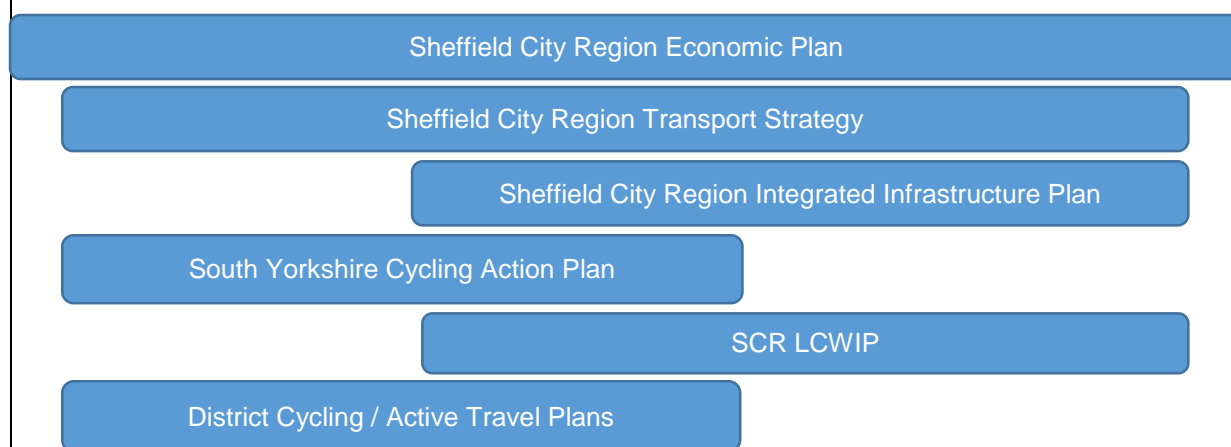 Sheffield City Region Economic Plan
Sheffield City Region Transport Strategy
Sheffield City Region Integrated Infrastructure Plan
South Yorkshire Cycling Action Plan
SCR LCWIP
District Cycling / Active Travel Plans